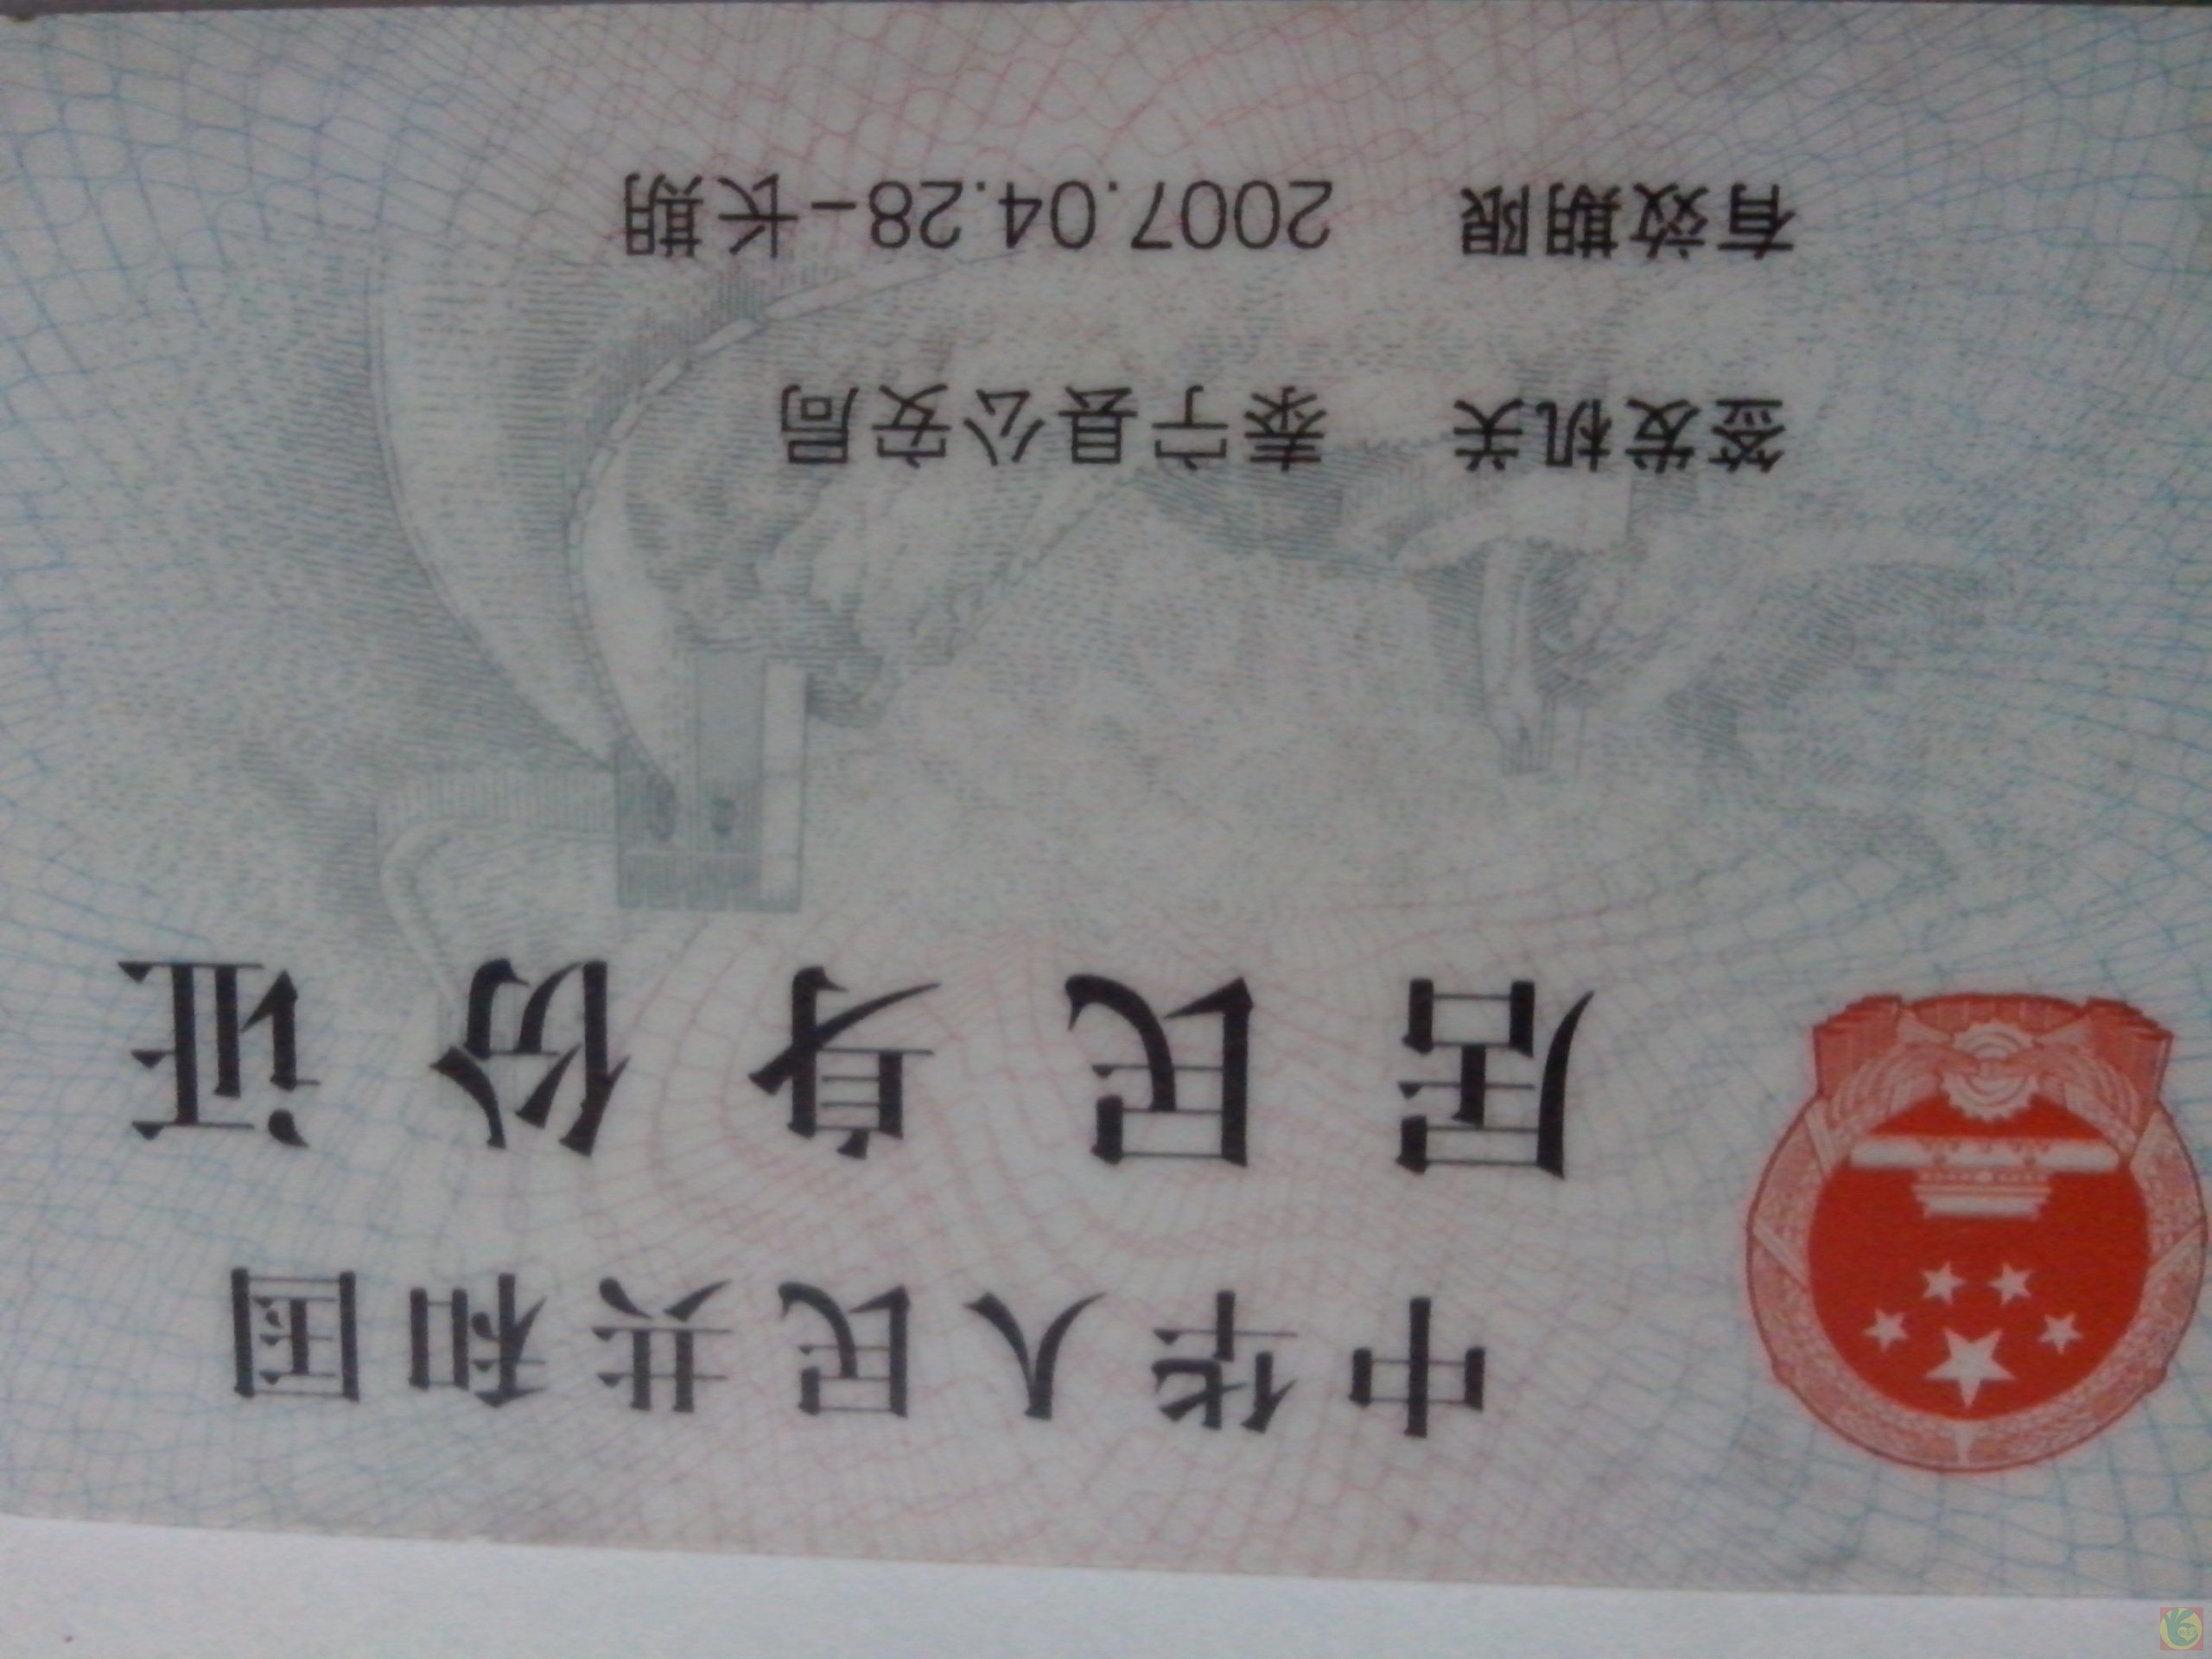 中华人民共和国
居民身份证
签发机关 泰宁县公安局
有效期限 2007.04.28-长期